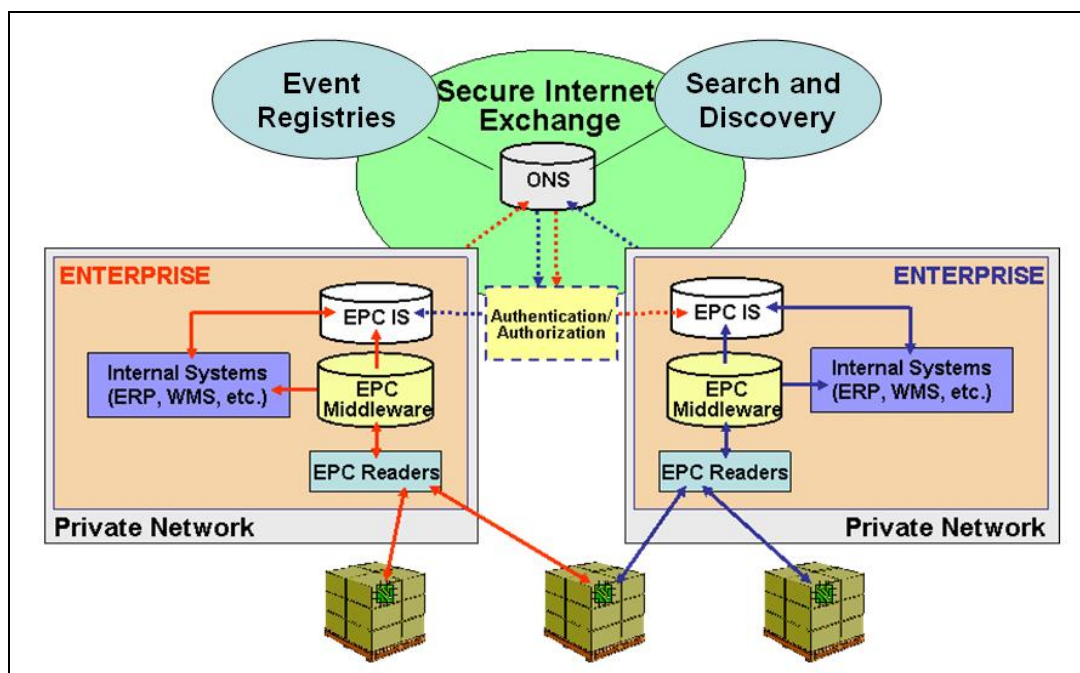 Event
Registries
Secure Internet
Exchange
Search and
Discovery
ONS
ENTERPRISE
EPC IS
Internal Systems
(ERP, WMS, etc.)
EPC
Middleware
EPC Readers
Private Network
Authentication/
Authorization
ENTERPRISE
EPC IS
EPC
Middleware
Internal Systems
(ERP, WMS, etc.)
EPC Readers
Private Network